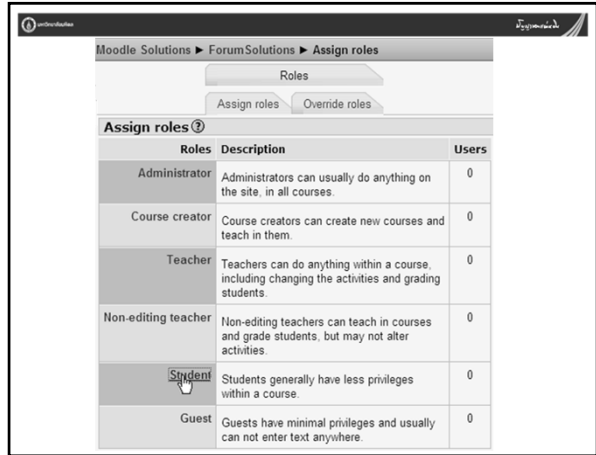 Moodle Solutions ► ForumSolutions ► Assign roles
Roles
Assign roles Override roles
Assign roles ?
Roles Description Users
Administrator Administrators can usually do anything on 0
the site, in all courses.
Course creator Course creators can create new courses and 0
teach in them.
Teacher Teachers can do anything within a course, 0
including changing the activities and grading
students.
Non-editing teacher Non-editing teachers can teach in courses 0
and grade students, but may not alter
activities.
Student Students generally have less privileges 0
within a course.
Guest Guests have minimal privileges and usually 0
can not enter text anywhere.